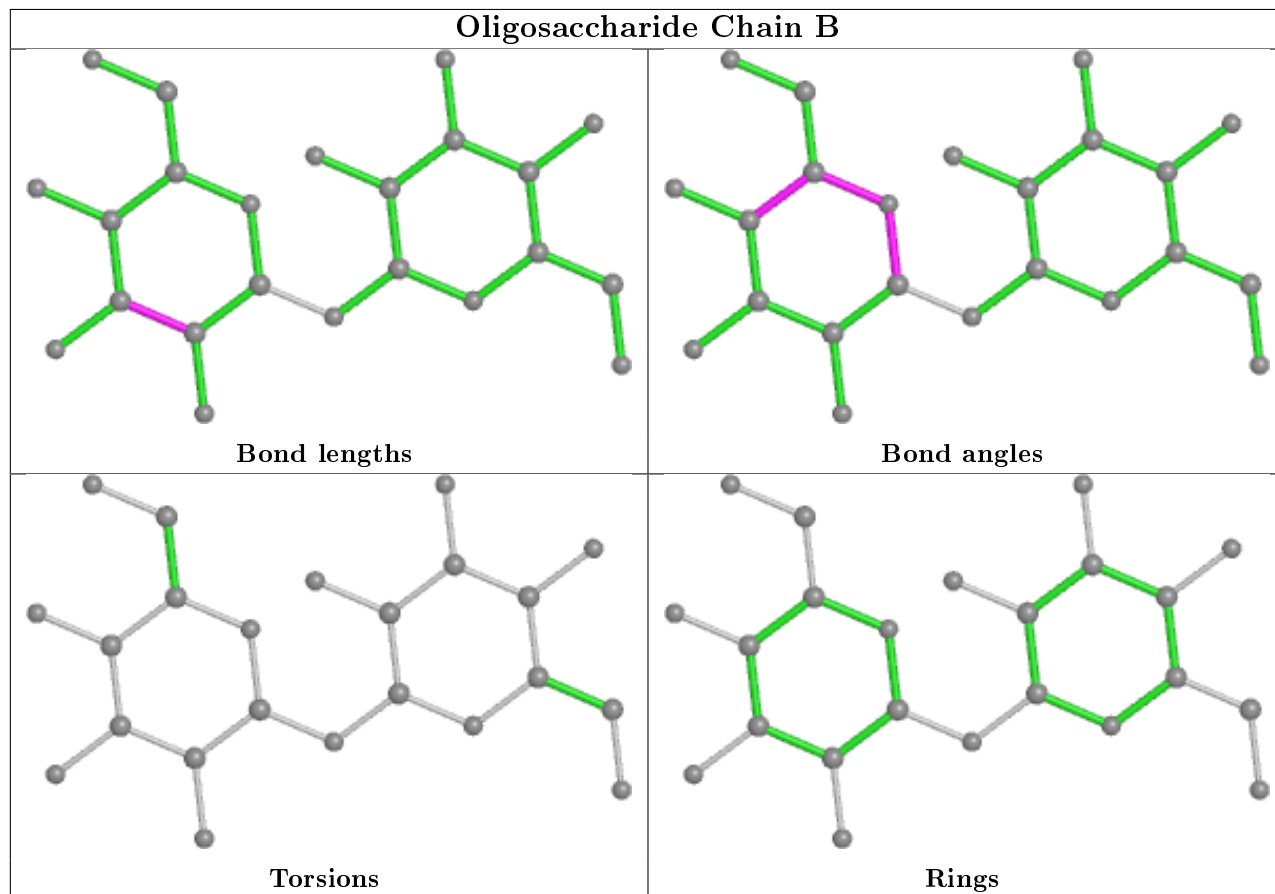 Oligosaccharide Chain B
Bond lengths
Bond angles
Torsions
Rings